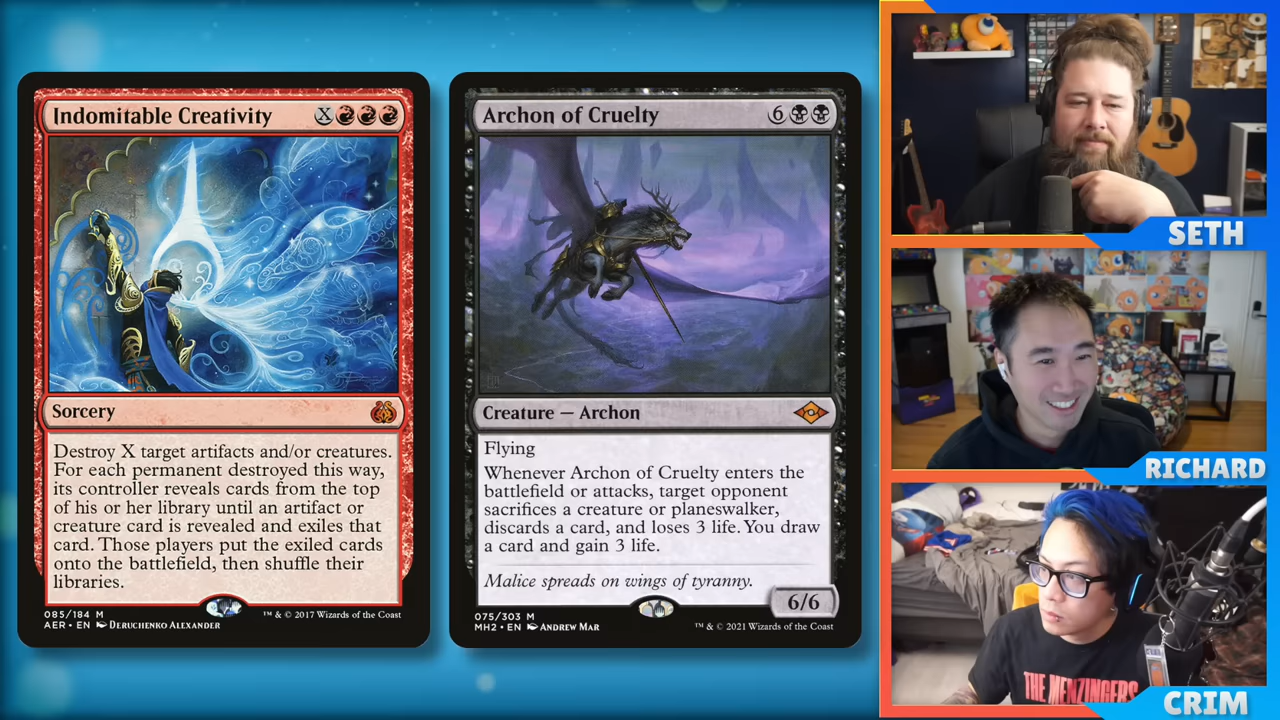 Indomitable Creativity
X
Sorcery
Destroy X target artifacts and/or creatures.
For each permanent destroyed this way,
its controller reveals cards from the top
of his or her library until an artifact or
creature card is revealed and exiles that
card. Those players put the exiled cards
onto the battlefield, then shuffle their
libraries.
085/184 M
AER • EN DERUCHENKO ALEXANDER
™ & © 2017 Wizards of the Coast
Archon of Cruelty
6
Creature — Archon
Flying
Whenever Archon of Cruelty enters the
battlefield or attacks, target opponent
sacrifices a creature or planeswalker,
discards a card, and loses 3 life. You draw
a card and gain 3 life.
Malice spreads on wings of tyranny.
6/6
075/303 M
MH2 • EN ANDREW MAR
™ & © 2021 Wizards of the Coast
SETH
RICHARD
THE MENZINGERS
CRIM